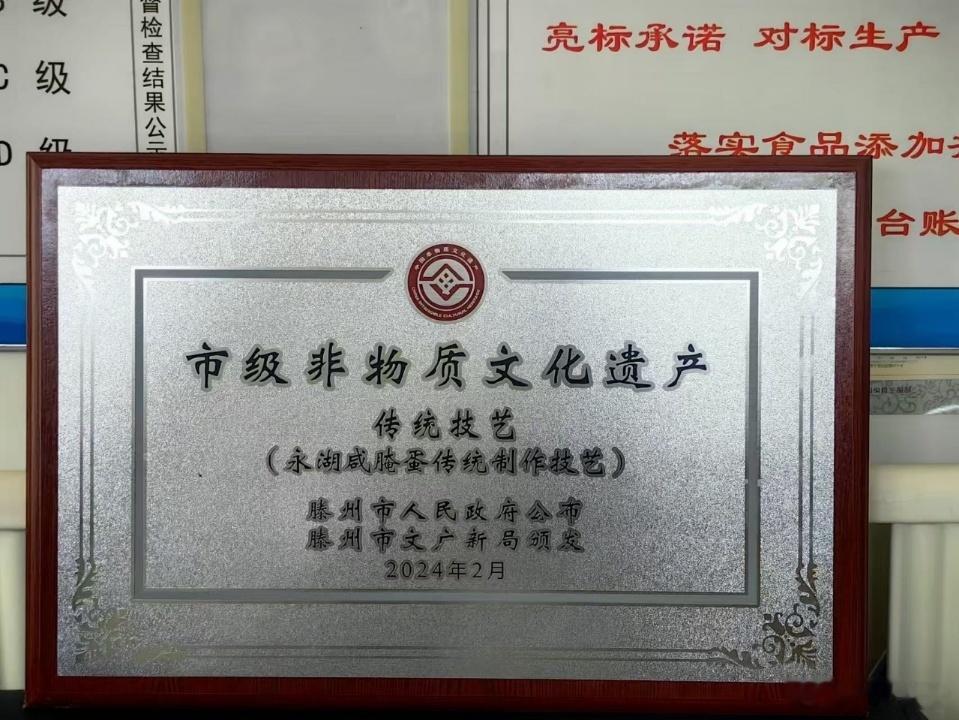 级
C 级
D 级
督检查结果公示
亮标承诺 对标生产
落实食品添加
台账
市级非物质文化遗产
传统技艺
（永湖咸腌蛋传统制作技艺）
滕州市人民政府公布
滕州市文广新局颁发
2024年2月